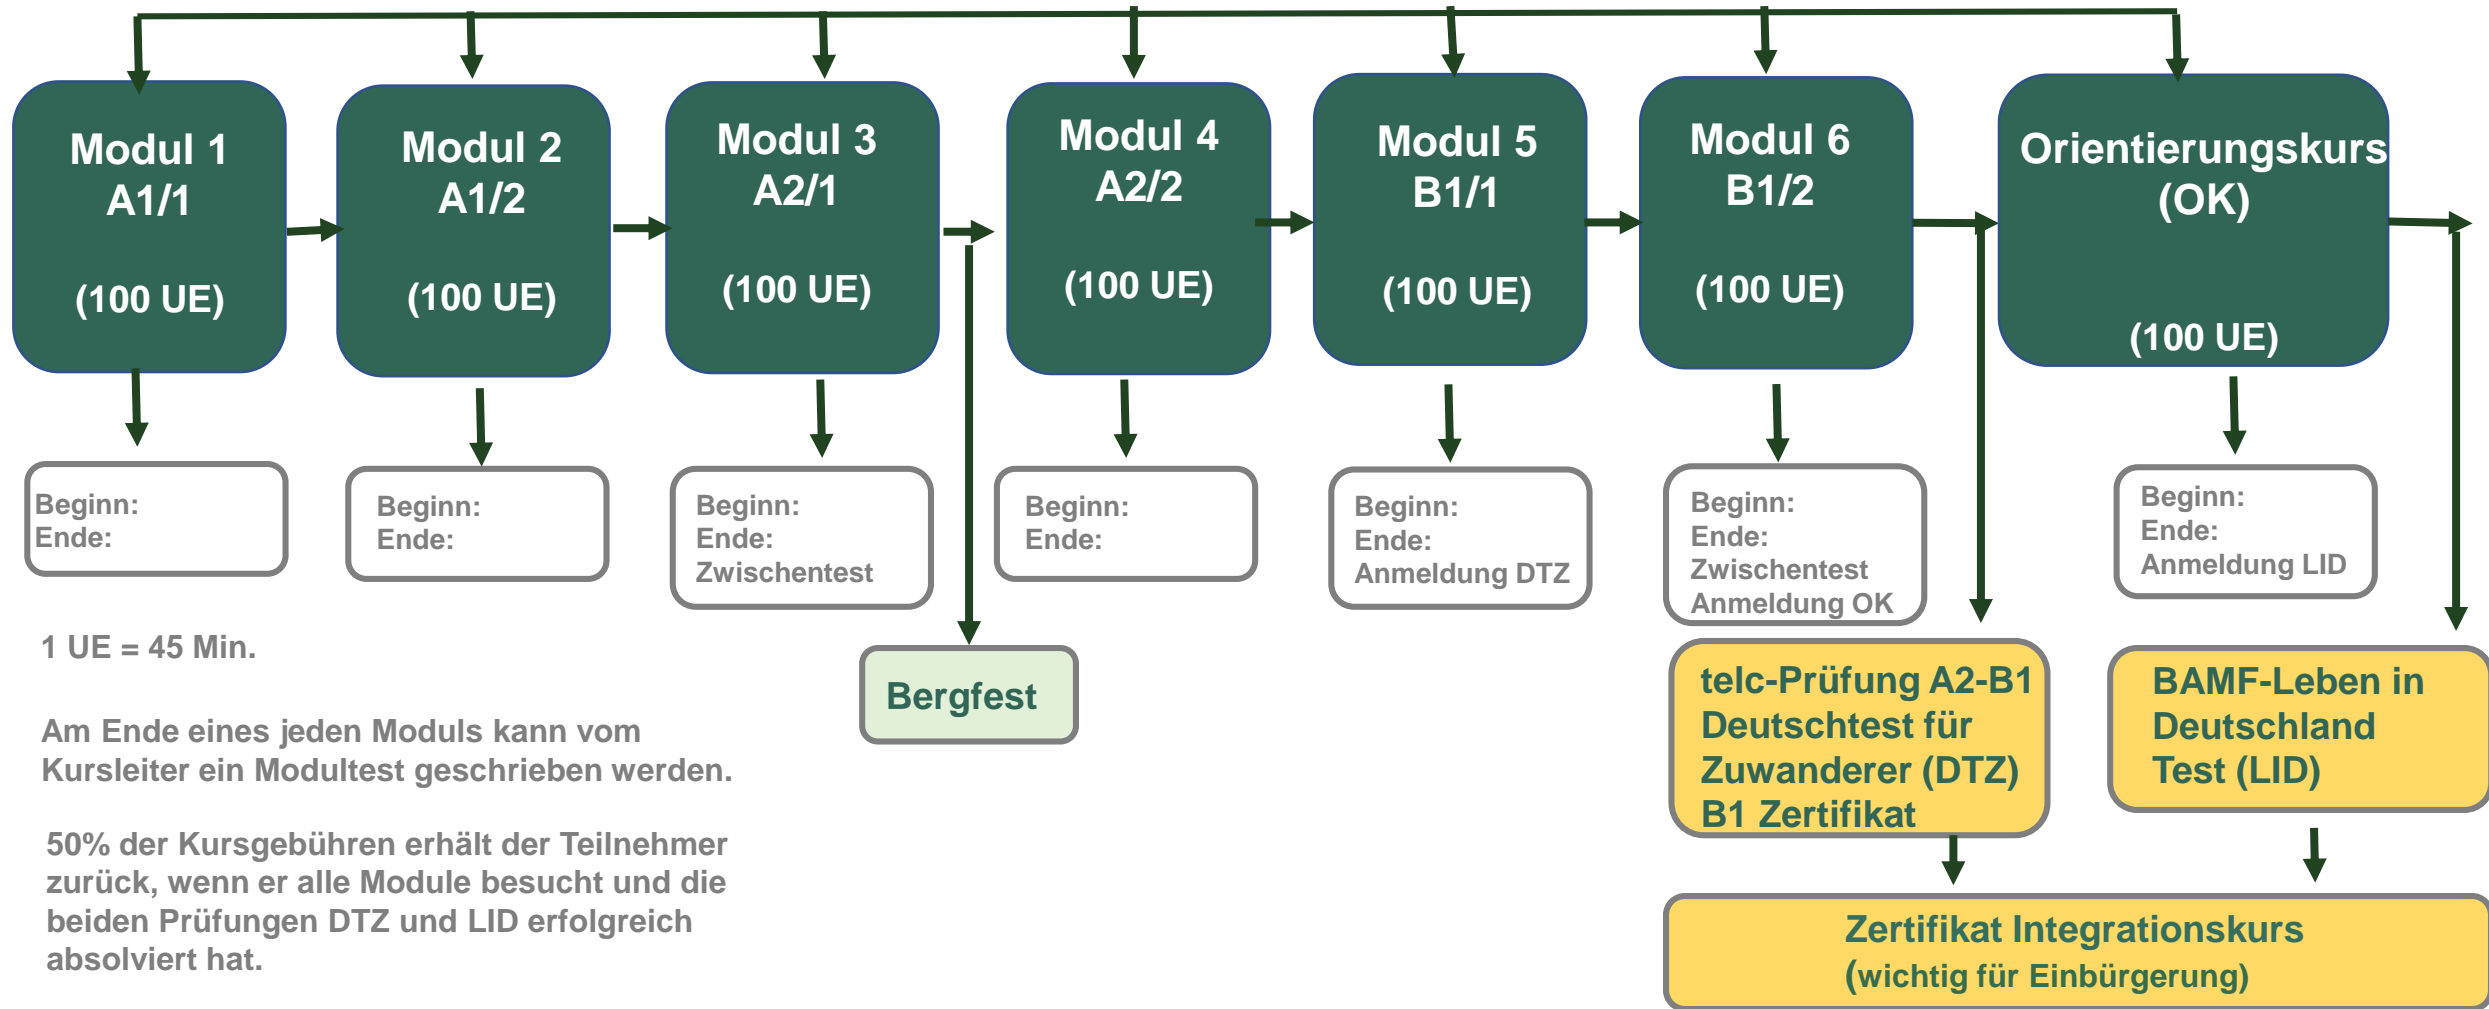 Modul 1
A1/1
(100 UE)
Modul 2
A1/2
(100 UE)
Modul 3
A2/1
(100 UE)
Modul 4
A2/2
(100 UE)
Modul 5
B1/1
(100 UE)
Modul 6
B1/2
(100 UE)
Orientierungskurs
(OK)
(100 UE)
Beginn:
Ende:
Beginn:
Ende:
Beginn:
Ende:
Zwischentest
Beginn:
Ende:
Beginn:
Ende:
Anmeldung DTZ
Beginn:
Ende:
Zwischentest
Anmeldung OK
Beginn:
Ende:
Anmeldung LID
1 UE = 45 Min.
Am Ende eines jeden Moduls kann vom
Kursleiter ein Modultest geschrieben werden.
50% der Kursgebühren erhält der Teilnehmer
zurück, wenn er alle Module besucht und die
beiden Prüfungen DTZ und LID erfolgreich
absolviert hat.
Bergfest
telc-Prüfung A2-B1
Deutschtest für
Zuwanderer (DTZ)
B1 Zertifikat
BAMF-Leben in
Deutschland
Test (LID)
Zertifikat Integrationskurs
(wichtig für Einbürgerung)